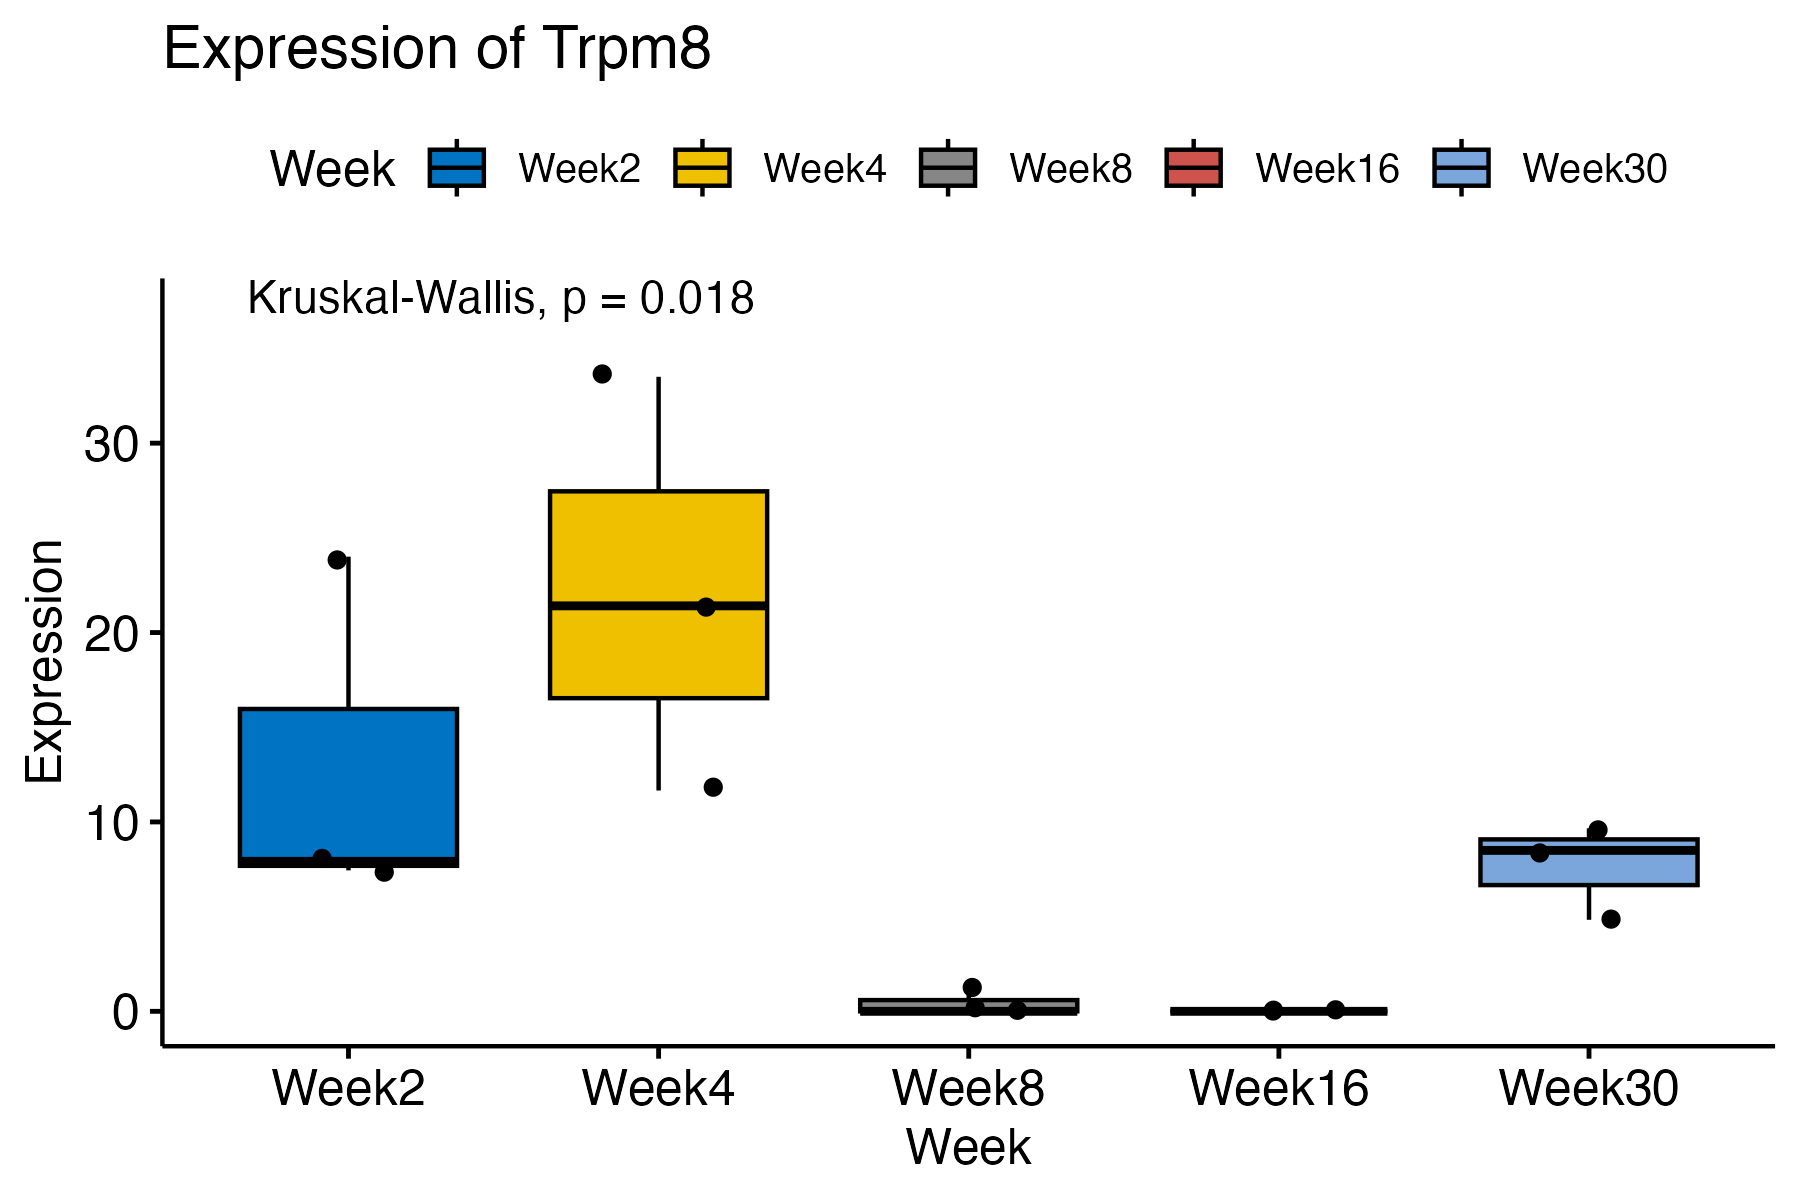 Expression of Trpm8
Week Week2 Week4 Week8 Week16 Week30
Kruskal-Wallis, p = 0.018
30
20
10
0
Expression
Week2 Week4 Week8 Week16 Week30
Week